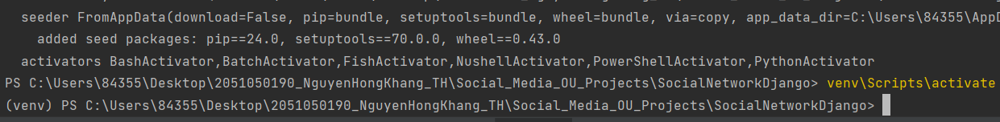 seeder FromAppData(download=False, pip=bundle, setuptools=bundle, wheel=bundle, via=copy, app_data_dir=C:\Users\84355\AppD
added seed packages: pip==24.0, setuptools==70.0.0, wheel==0.43.0
activators BashActivator,BatchActivator,FishActivator,NushellActivator,PowerShellActivator,PythonActivator
PS C:\Users\84355\Desktop\2051050190_NguyenHongKhang_TH\Social_Media_OU_Projects\SocialNetworkDjango> venv\Scripts\activate
(venv) PS C:\Users\84355\Desktop\2051050190_NguyenHongKhang_TH\Social_Media_OU_Projects\SocialNetworkDjango>